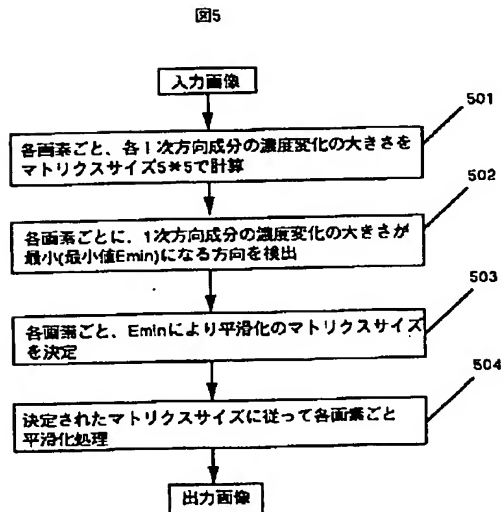 図5
入力画像
501
各画素ごと、各１次方向成分の濃度変化の大きさを
マトリクスサイズ5*5で計算
502
各画素ごとに、1次方向成分の濃度変化の大きさが
最小(最小値Emin)になる方向を検出
503
各画素ごと、Eminにより平滑化のマトリクスサイズ
を決定
504
決定されたマトリクスサイズに従って各画素ごと
平滑化処理
出力画像